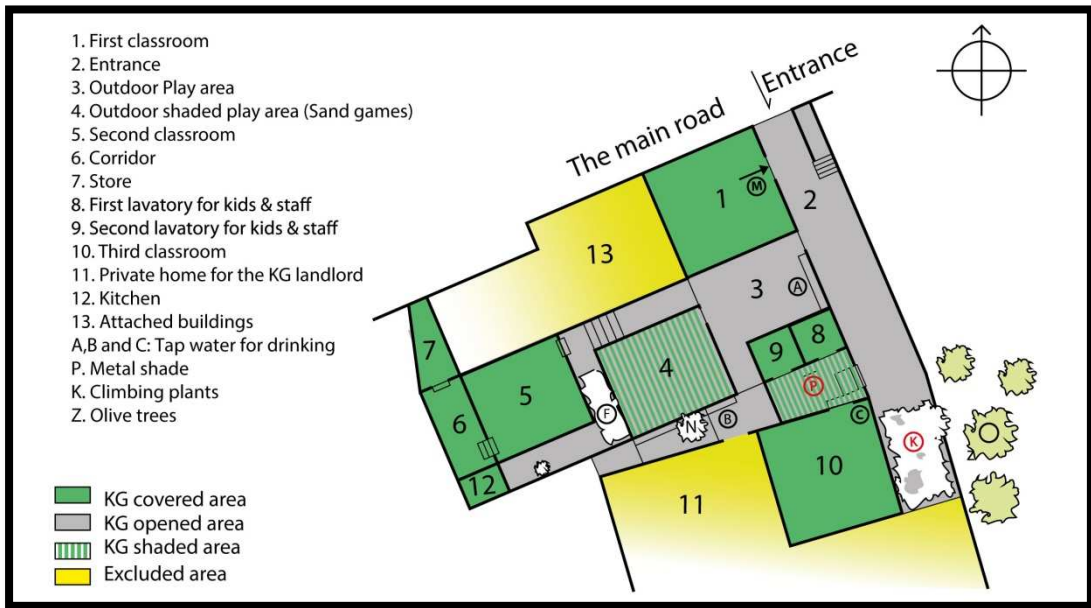 1. First classroom
2. Entrance
3. Outdoor Play area
4. Outdoor shaded play area (Sand games)
5. Second classroom
6. Corridor
7. Store
8. First lavatory for kids & staff
9. Second lavatory for kids & staff
10. Third classroom
11. Private home for the KG landlord
12. Kitchen
13. Attached buildings
A,B and C: Tap water for drinking
P. Metal shade
K. Climbing plants
Z. Olive trees
KG covered area
KG opened area
KG shaded area
Excluded area
The main road
Entrance
1
M
2
13
3
A
8
9
7
4
5
P
6
F
N
B
C
K
O
10
12
11